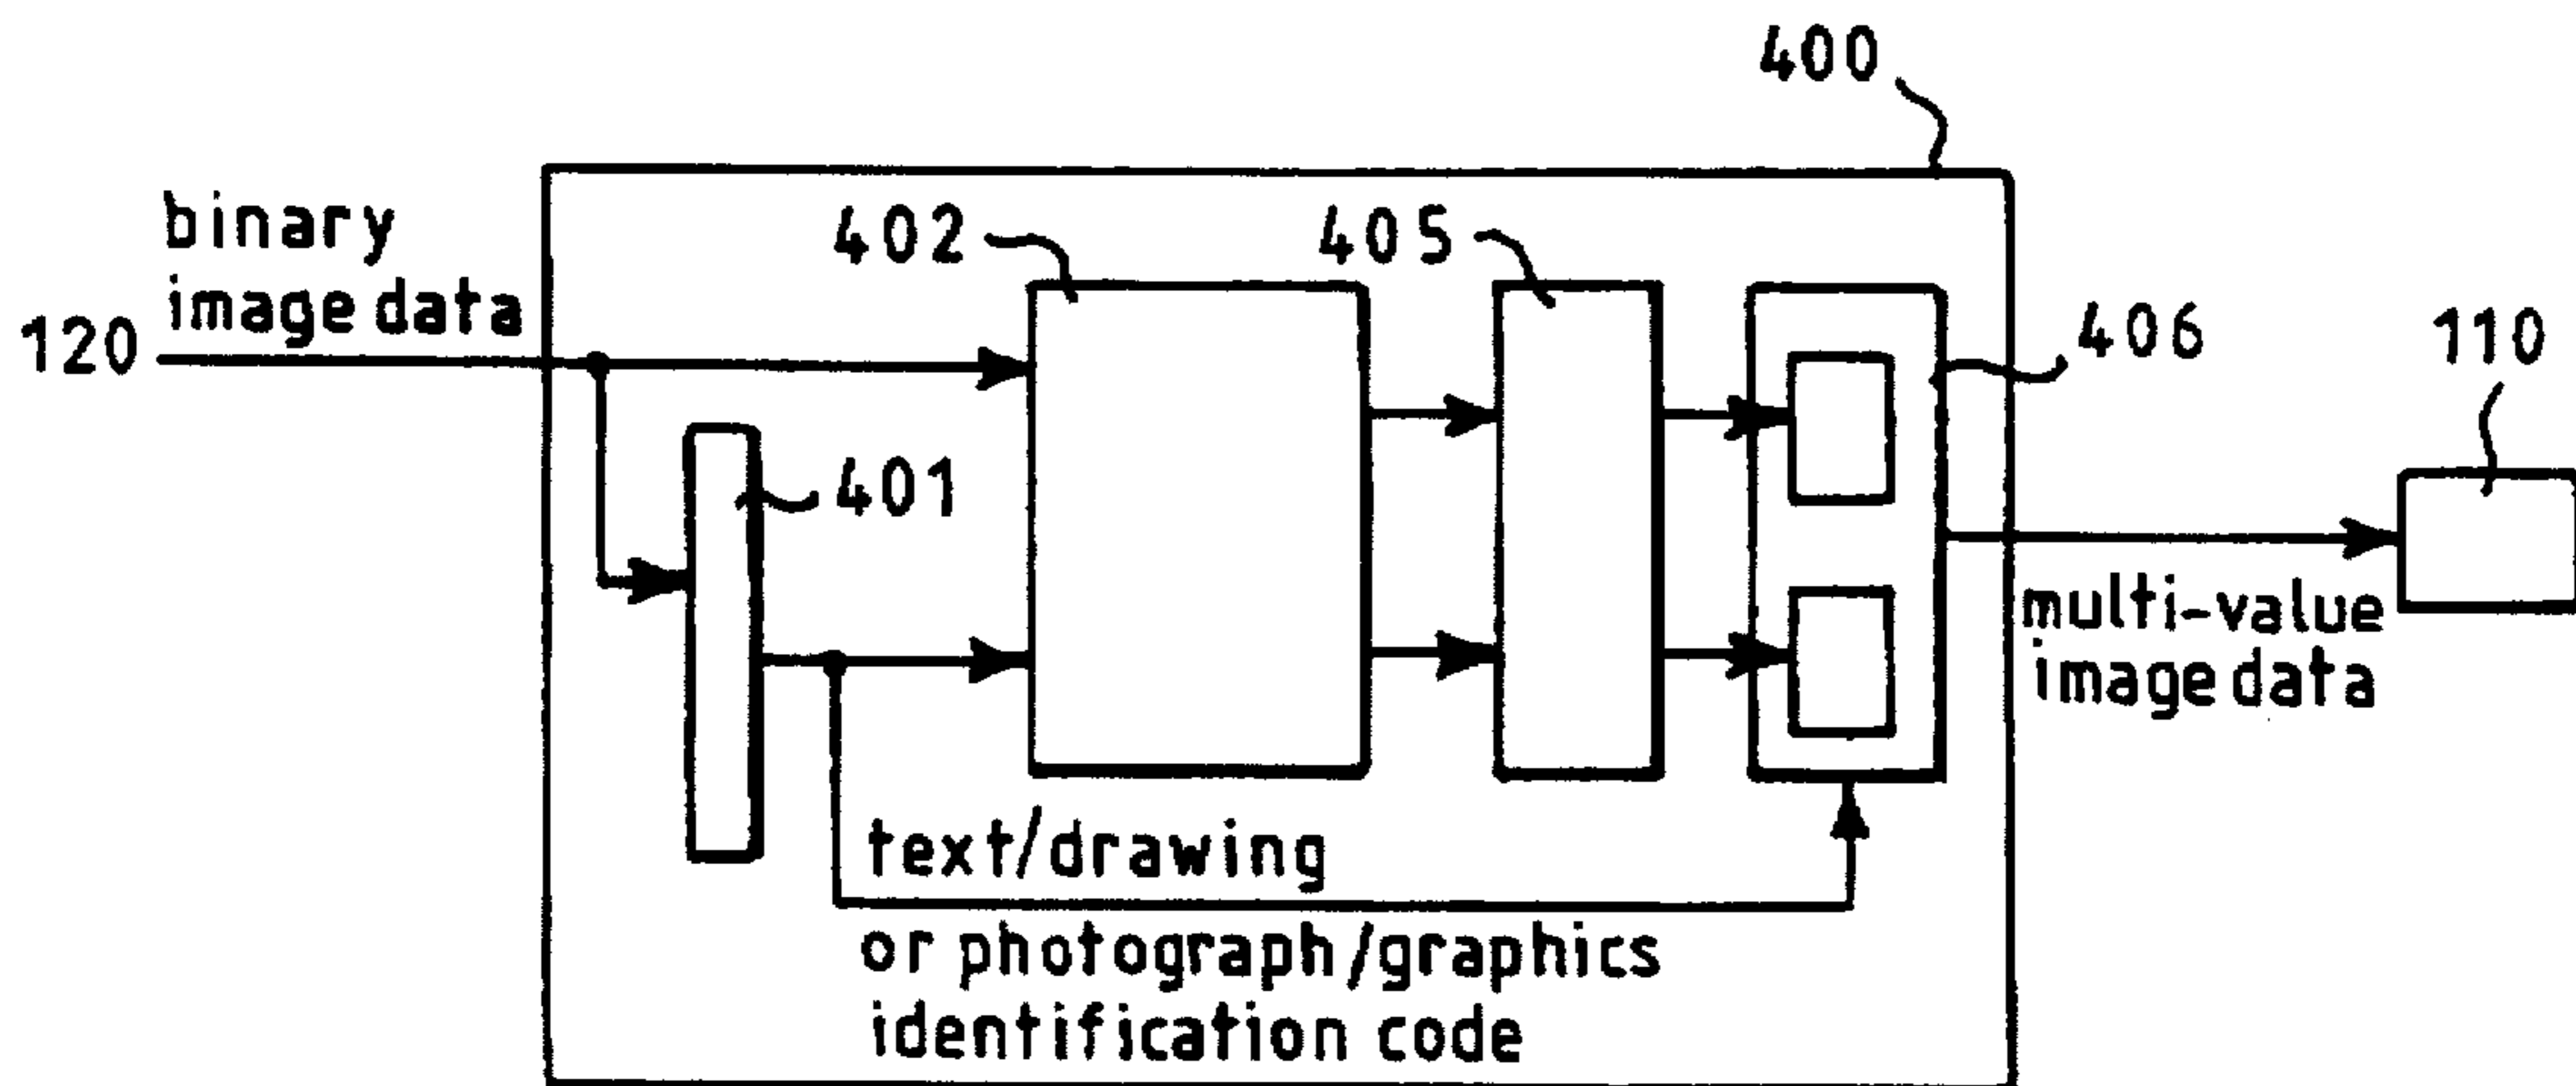 400
binary
image data
120
402
405
406
110
401
multi-value
image data
text/drawing
or photograph/graphics
identification code